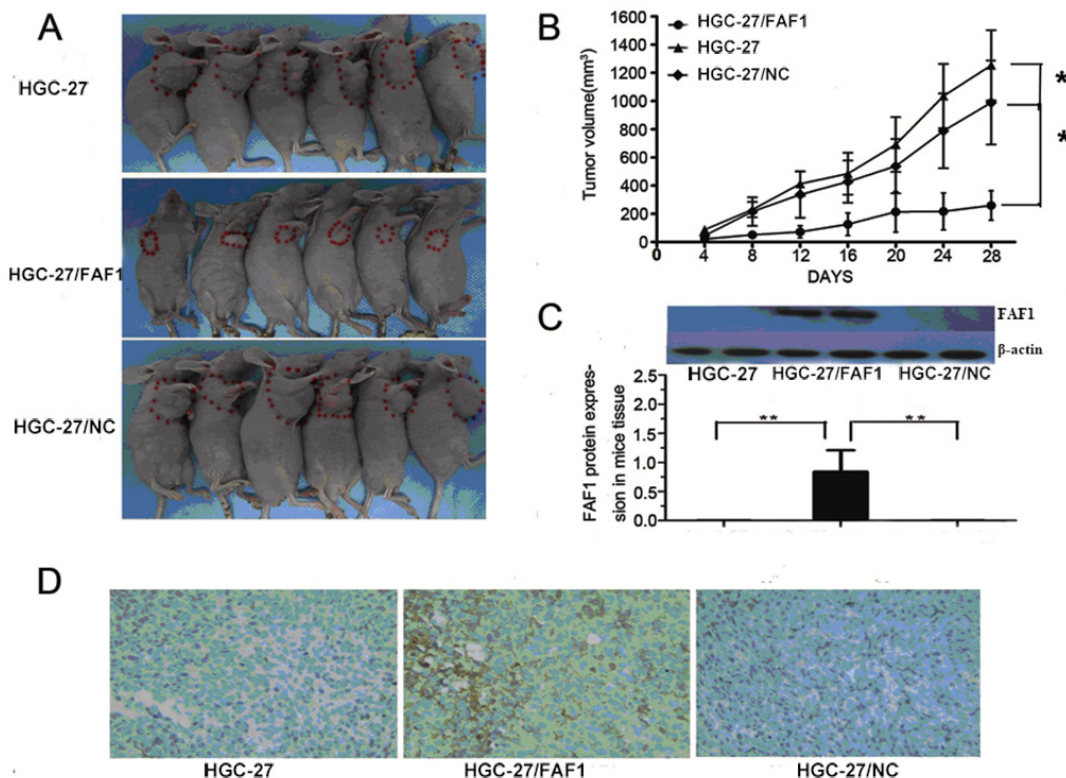 A
HGC-27
HGC-27/FAF1
HGC-27/NC
B
HGC-27/FAF1
HGC-27
HGC-27/NC
Tumor volume(mm³)
1600
1400
1200
1000
800
600
400
200
0
0 4 8 12 16 20 24 28
DAYS
*
*
C
FAF1
β-actin
HGC-27 HGC-27/FAF1 HGC-27/NC
FAF1 protein expres-
sion in mice tissue
2.5
2.0
1.5
1.0
0.5
0.0
** **
D
HGC-27 HGC-27/FAF1 HGC-27/NC